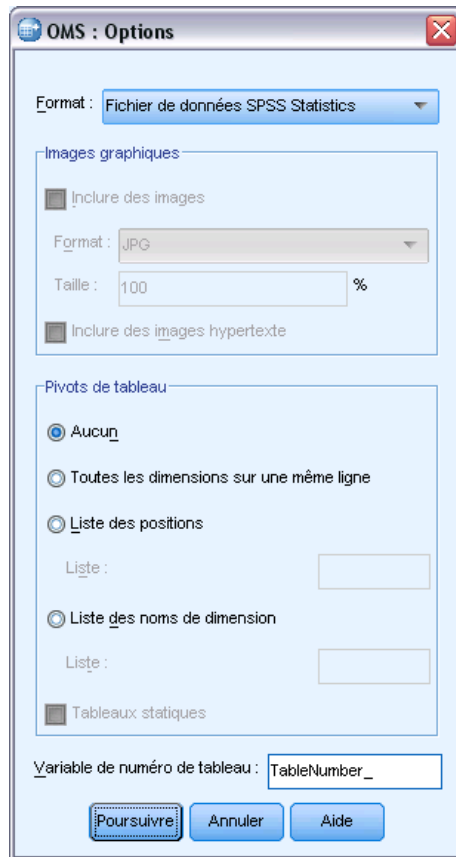 OMS : Options
Format : Fichier de données SPSS Statistics
Images graphiques
Inclure des images
Format : JPG
Taille : 100 %
Inclure des images hypertexte
Pivots de tableau
Aucun
Toutes les dimensions sur une même ligne
Liste des positions
Liste :
Liste des noms de dimension
Liste :
Tableaux statiques
Variable de numéro de tableau : TableNumber_
Poursuivre Annuler Aide